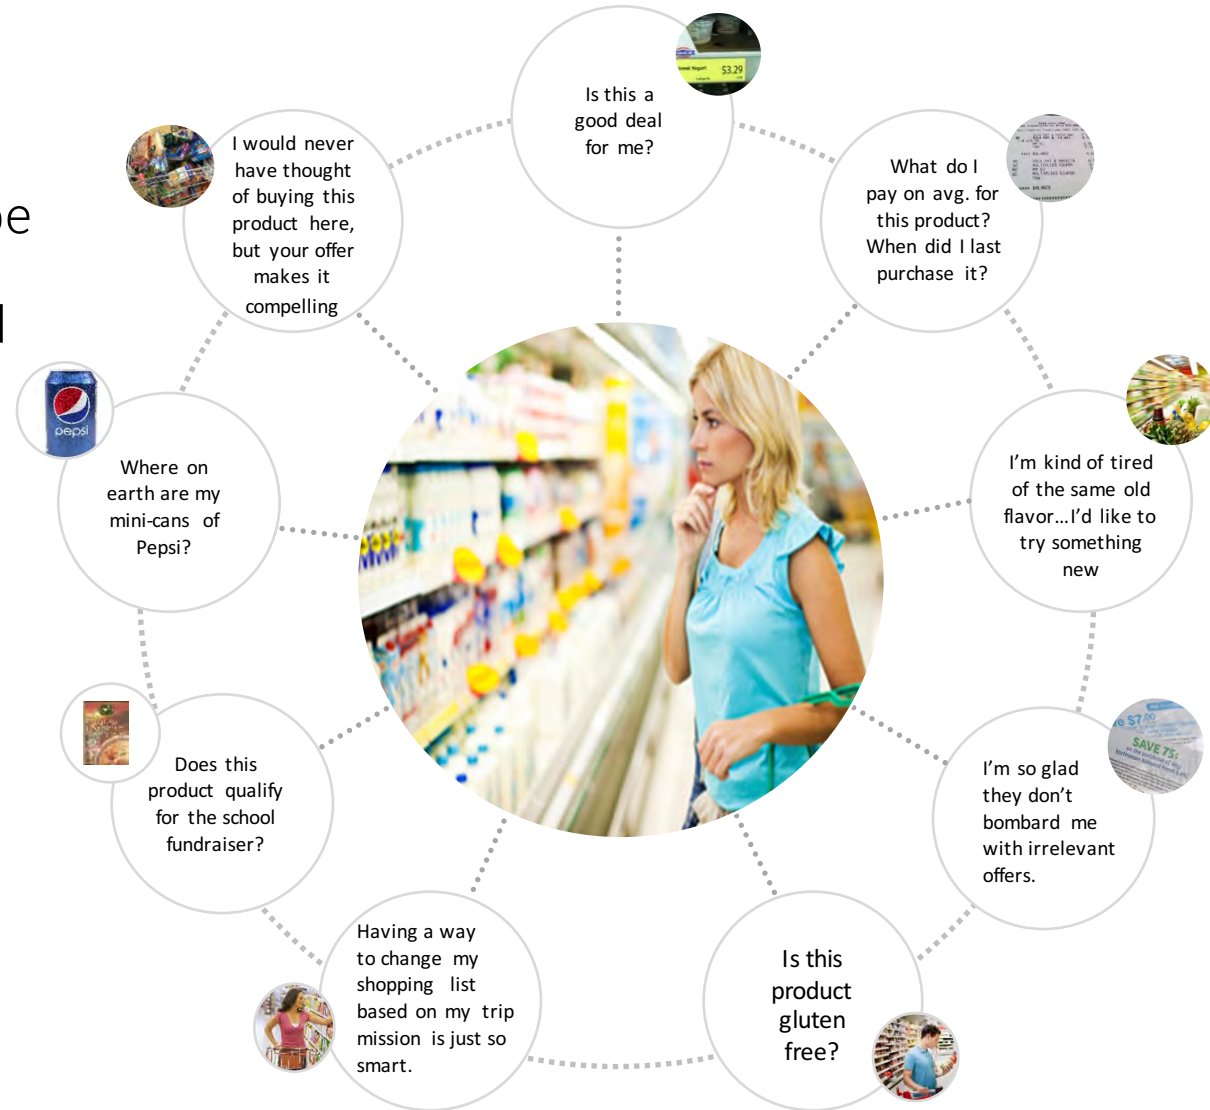 Is this a
good deal
for me?
$3.29
I would never
have thought
of buying this
product here,
but your offer
makes it
compelling
What do I
pay on avg. for
this product?
When did I last
purchase it?
pepsi
Where on
earth are my
mini-cans of
Pepsi?
I'm kind of tired
of the same old
flavor...I'd like to
try something
new
Does this
product qualify
for the school
fundraiser?
$7.00
SAVE 75¢
I'm so glad
they don't
bombard me
with irrelevant
offers.
Having a way
to change my
shopping list
based on my trip
mission is just so
smart.
Is this
product
gluten
free?